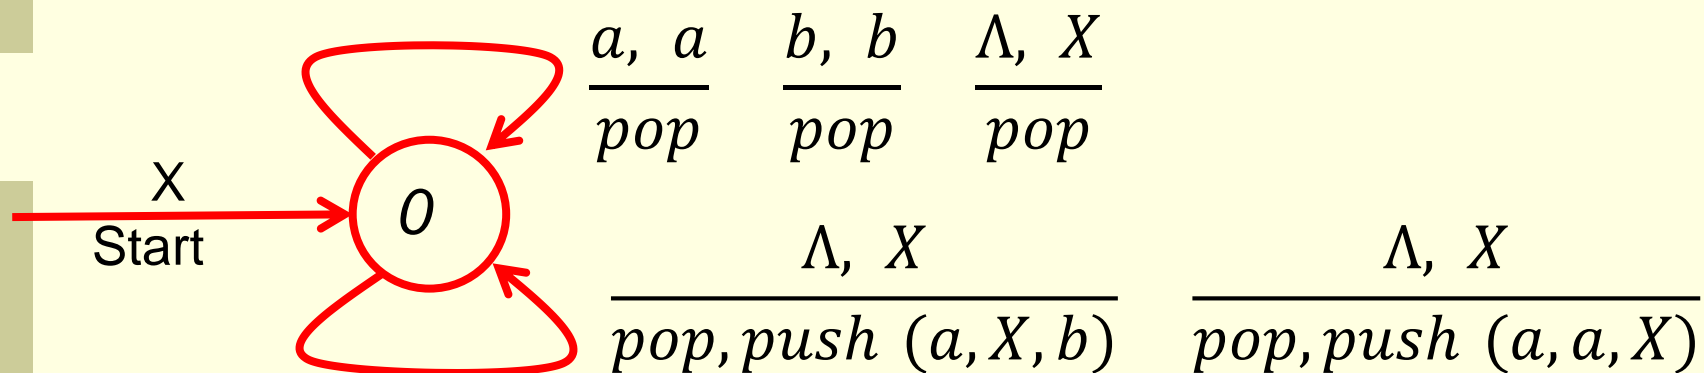 a, a b, b Λ, X
pop pop pop
X
Start
0
Λ, X Λ, X
pop, push (a, X, b) pop, push (a, a, X)